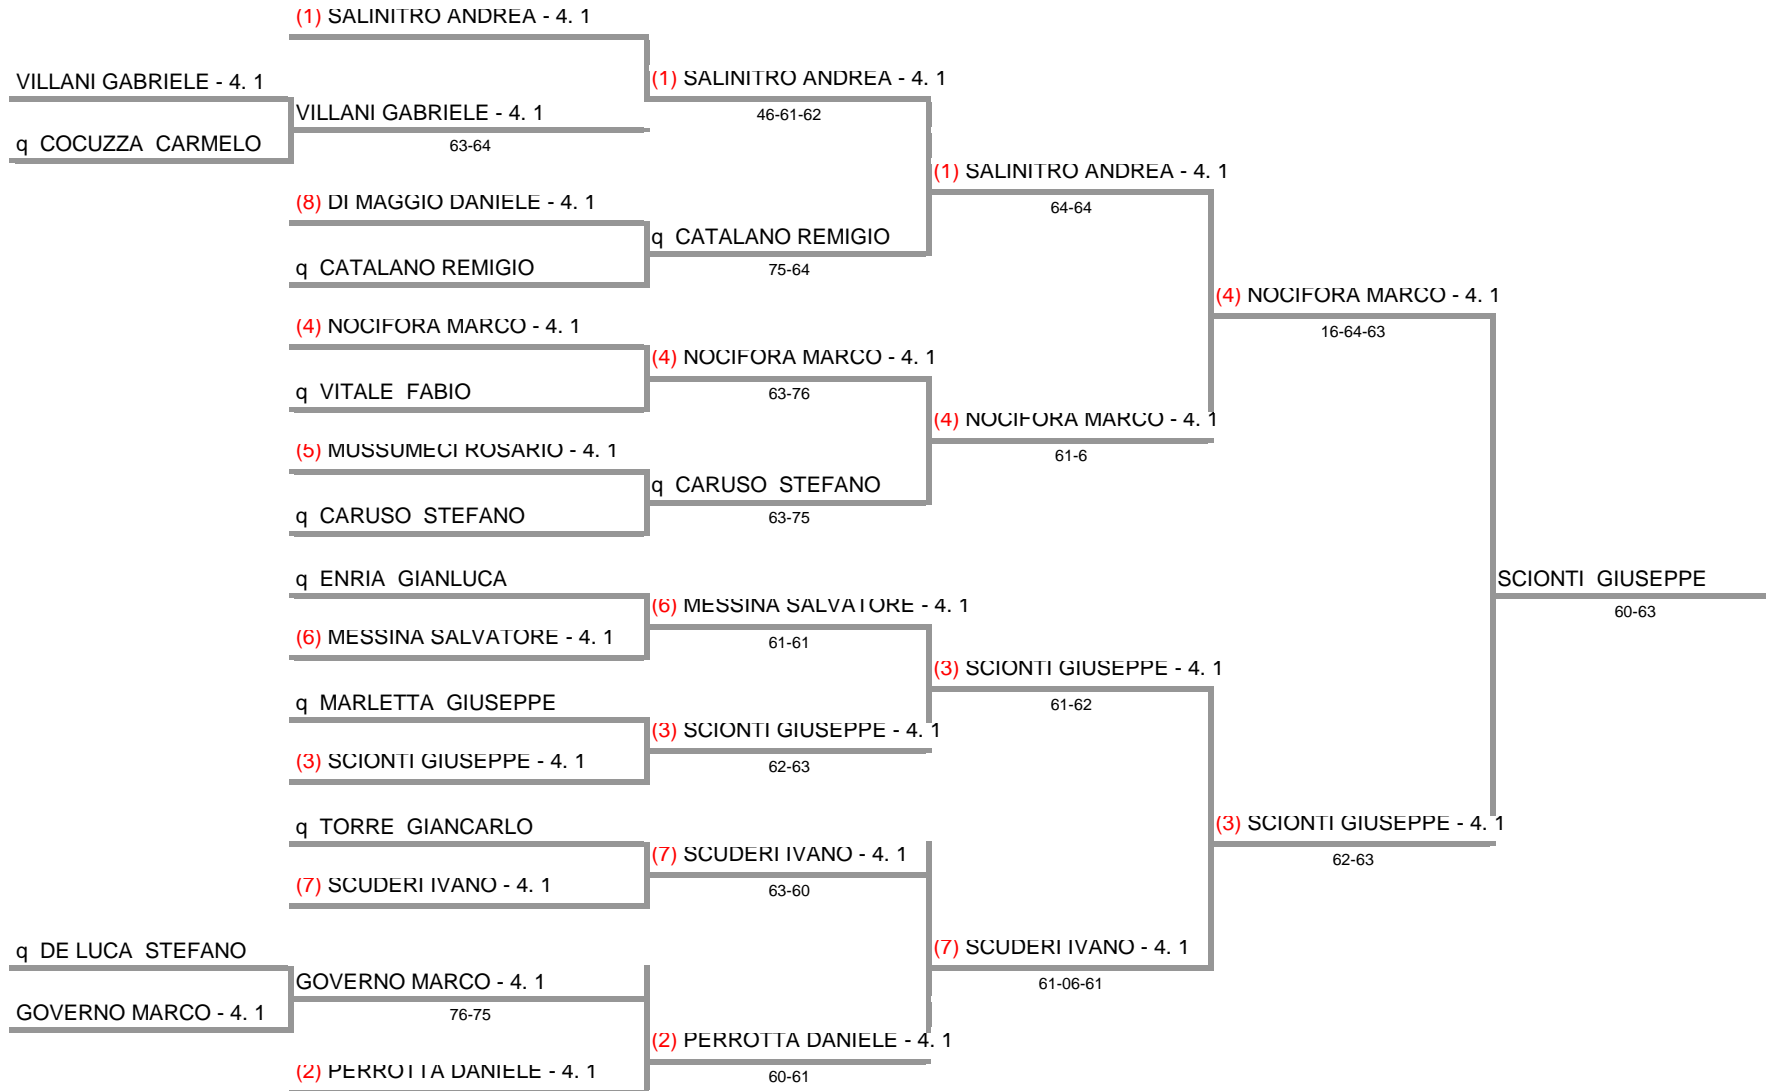 (1) SALINITRO ANDREA - 4. 1
VILLANI GABRIELE - 4. 1
(1) SALINITRO ANDREA - 4. 1
VILLANI GABRIELE - 4. 1
46-61-62
q COCUZZA CARMELO
63-64
(1) SALINITRO ANDREA - 4. 1
(8) DI MAGGIO DANIELE - 4. 1
64-64
q CATALANO REMIGIO
q CATALANO REMIGIO
75-64
(4) NOCIFORA MARCO - 4. 1
(4) NOCIFORA MARCO - 4. 1
16-64-63
(4) NOCIFORA MARCO - 4. 1
q VITALE FABIO
63-76
(4) NOCIFORA MARCO - 4. 1
(5) MUSSUMECI ROSARIO - 4. 1
61-6
q CARUSO STEFANO
q CARUSO STEFANO
63-75
q ENRIA GIANLUCA
SCIONTI GIUSEPPE
(6) MESSINA SALVATORE - 4. 1
60-63
(6) MESSINA SALVATORE - 4. 1
61-61
(3) SCIONTI GIUSEPPE - 4. 1
q MARLETTA GIUSEPPE
61-62
(3) SCIONTI GIUSEPPE - 4. 1
(3) SCIONTI GIUSEPPE - 4. 1
62-63
q TORRE GIANCARLO
(3) SCIONTI GIUSEPPE - 4. 1
(7) SCUDERI IVANO - 4. 1
62-63
(7) SCUDERI IVANO - 4. 1
63-60
q DE LUCA STEFANO
(7) SCUDERI IVANO - 4. 1
GOVERNO MARCO - 4. 1
61-06-61
GOVERNO MARCO - 4. 1
76-75
(2) PERROTTA DANIELE - 4. 1
(2) PERROTTA DANIELE - 4. 1
60-61